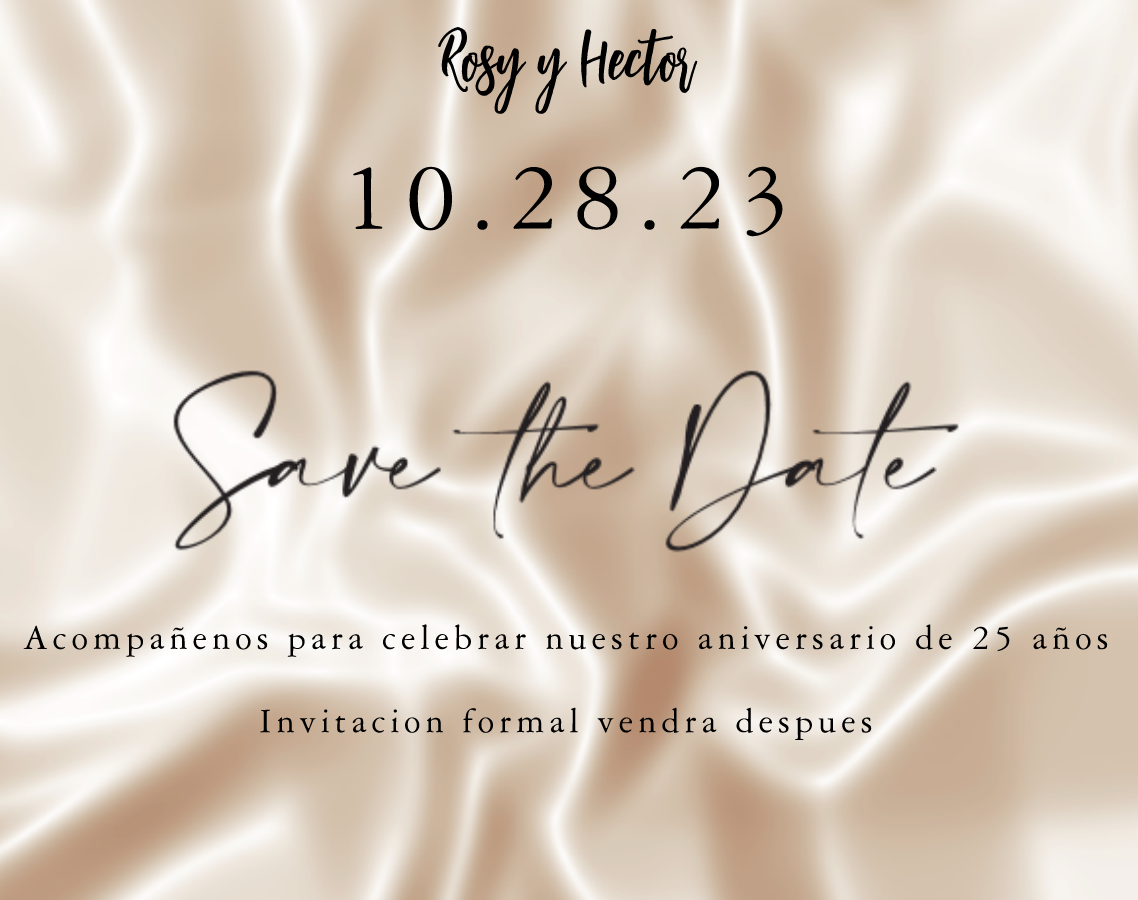 Rosy y Hector
10.28.23
Save the Date
Acompañenos para celebrar nuestro aniversario de 25 años
Invitacion formal vendra despues